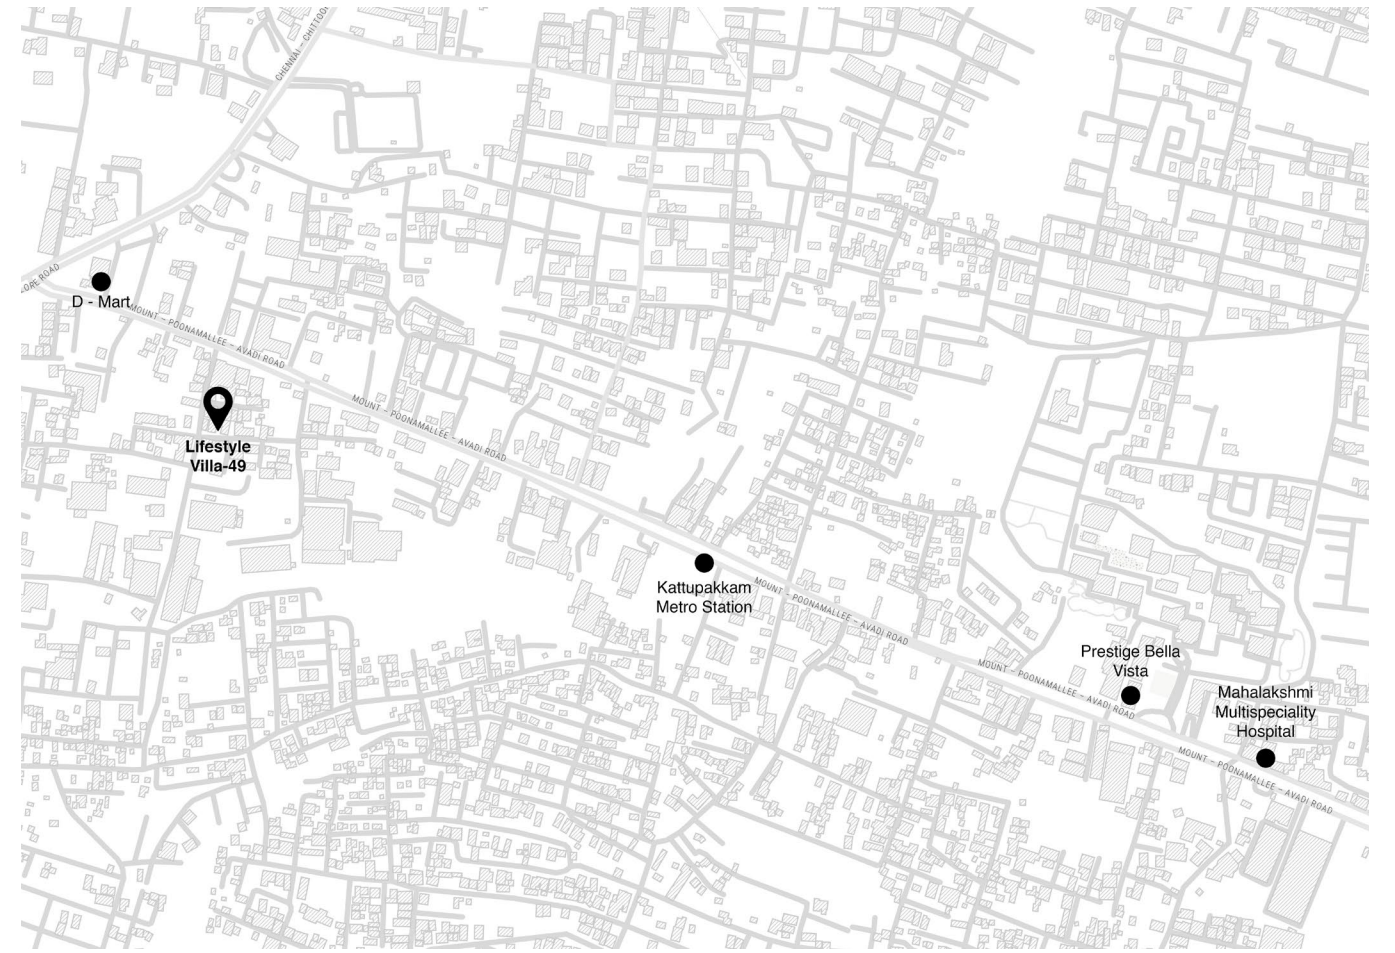 CHENNAI - CHITTOO
ORE ROAD
D - Mart
MOUNT - POONAMALLEE - AVADI ROAD
MOUNT - POONAMALLEE - AVADI ROAD
Lifestyle
Villa-49
Kattupakkam
Metro Station
MOUNT - POONAMALLEE - AVADI ROAD
MOUNT - POONAMALLEE - AVADI ROAD
Prestige Bella
Vista
Mahalakshmi
Multispeciality
Hospital
MOUNT - POONAMALLEE - AVADI ROAD